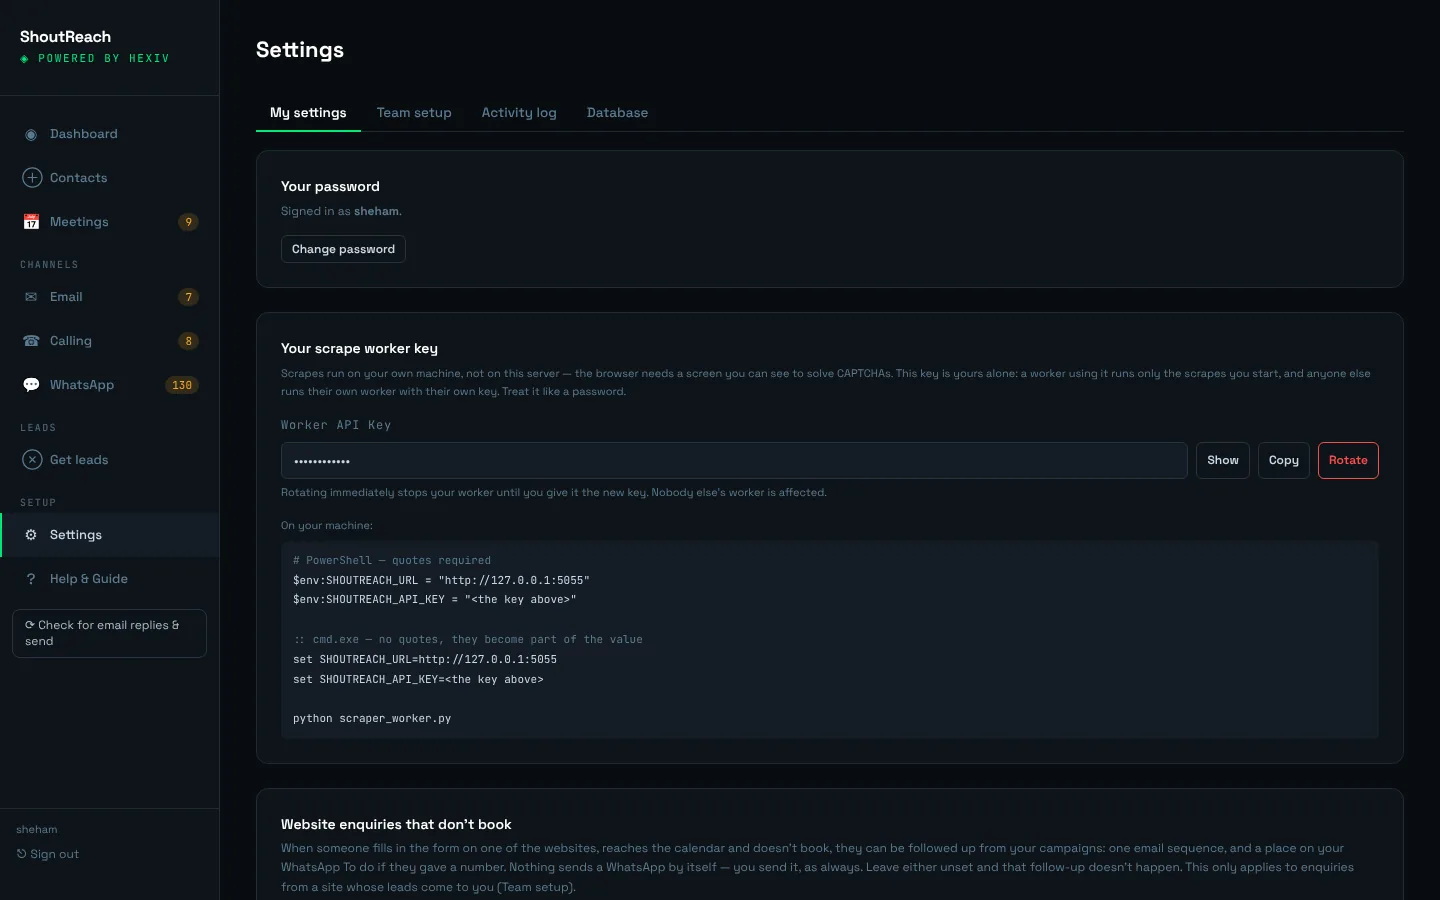 ShoutReach
◈ POWERED BY HEXIV
Dashboard
Contacts
Meetings 9
CHANNELS
Email 7
Calling 8
WhatsApp 130
LEADS
Get leads
SETUP
Settings
? Help & Guide
⟳ Check for email replies &
send
sheham
⎋ Sign out
Settings
My settings Team setup Activity log Database
Your password
Signed in as sheham.
Change password
Your scrape worker key
Scrapes run on your own machine, not on this server — the browser needs a screen you can see to solve CAPTCHAs. This key is yours alone: a worker using it runs only the scrapes you start, and anyone else
runs their own worker with their own key. Treat it like a password.
Worker API Key
•••••••••••• Show Copy Rotate
Rotating immediately stops your worker until you give it the new key. Nobody else's worker is affected.
On your machine:
# PowerShell — quotes required
$env:SHOUTREACH_URL = "http://127.0.0.1:5055"
$env:SHOUTREACH_API_KEY = "<the key above>"
:: cmd.exe — no quotes, they become part of the value
set SHOUTREACH_URL=http://127.0.0.1:5055
set SHOUTREACH_API_KEY=<the key above>
python scraper_worker.py
Website enquiries that don't book
When someone fills in the form on one of the websites, reaches the calendar and doesn't book, they can be followed up from your campaigns: one email sequence, and a place on your
WhatsApp To do if they gave a number. Nothing sends a WhatsApp by itself — you send it, as always. Leave either unset and that follow-up doesn't happen. This only applies to enquiries
from a site whose leads come to you (Team setup).